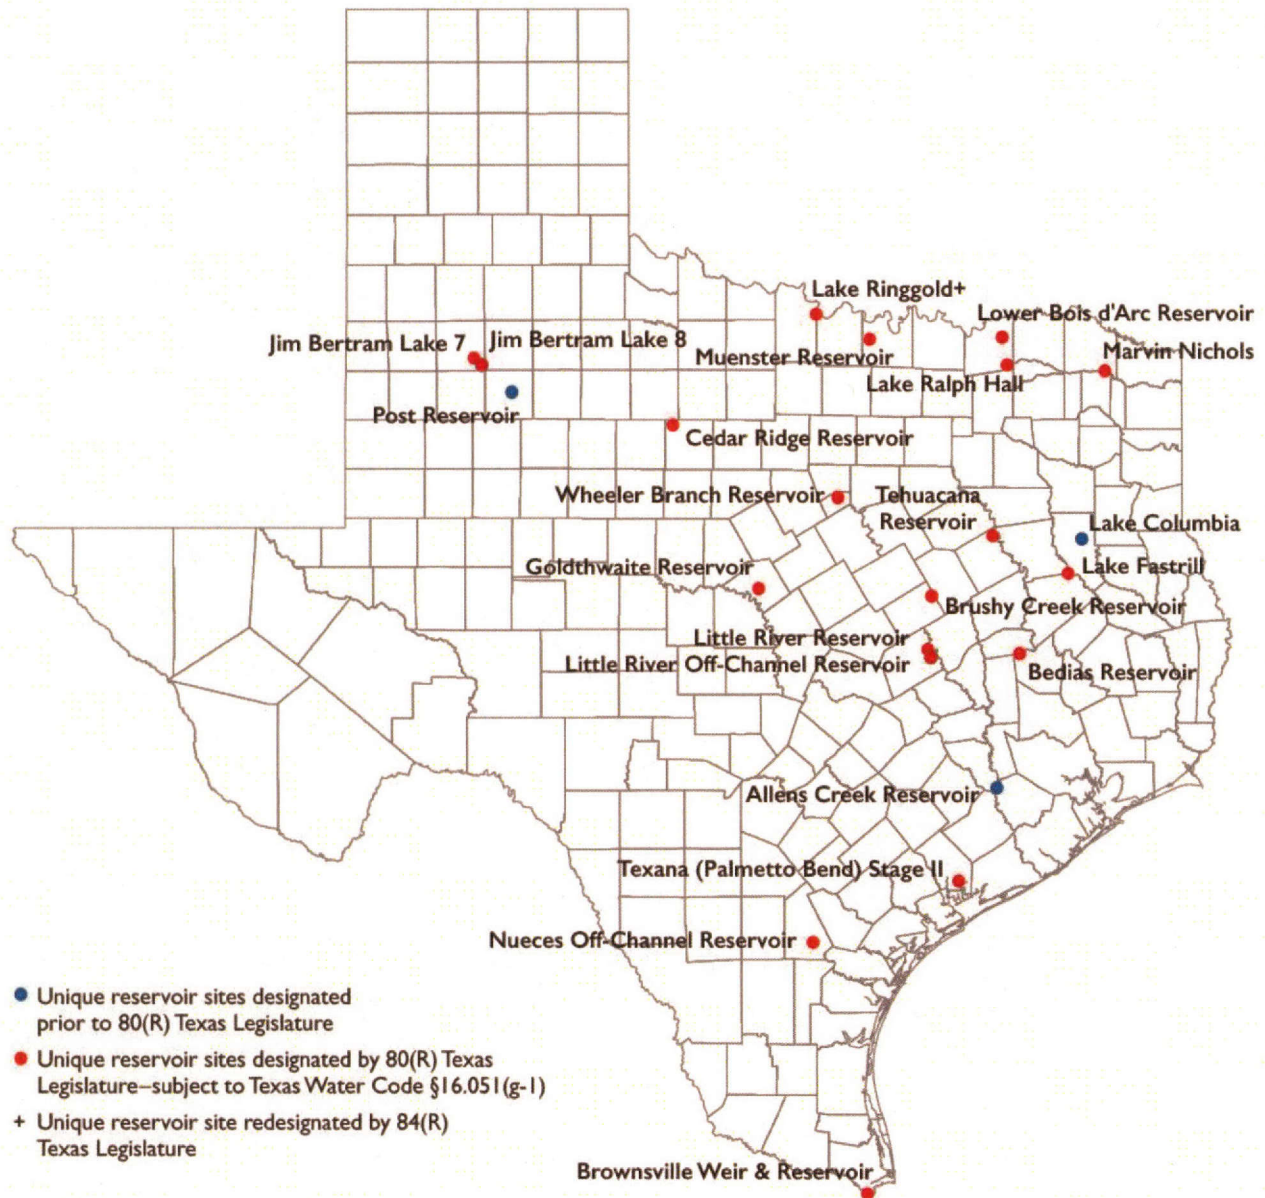 Lake Ringgold+
Lower Bois d'Arc Reservoir
Jim Bertram Lake 7
Jim Bertram Lake 8
Muenster Reservoir
Marvin Nichols
Lake Ralph Hall
Post Reservoir
Cedar Ridge Reservoir
Wheeler Branch Reservoir
Tehuacana
Reservoir
Lake Columbia
Goldthwaite Reservoir
Lake Fastrill
Brushy Creek Reservoir
Little River Reservoir
Little River Off-Channel Reservoir
Bedias Reservoir
Allens Creek Reservoir
Texana (Palmetto Bend) Stage II
Nueces Off-Channel Reservoir
Unique reservoir sites designated
prior to 80(R) Texas Legislature
Unique reservoir sites designated by 80(R) Texas
Legislature–subject to Texas Water Code §16.051(g-1)
+ Unique reservoir site redesignated by 84(R)
Texas Legislature
Brownsville Weir & Reservoir